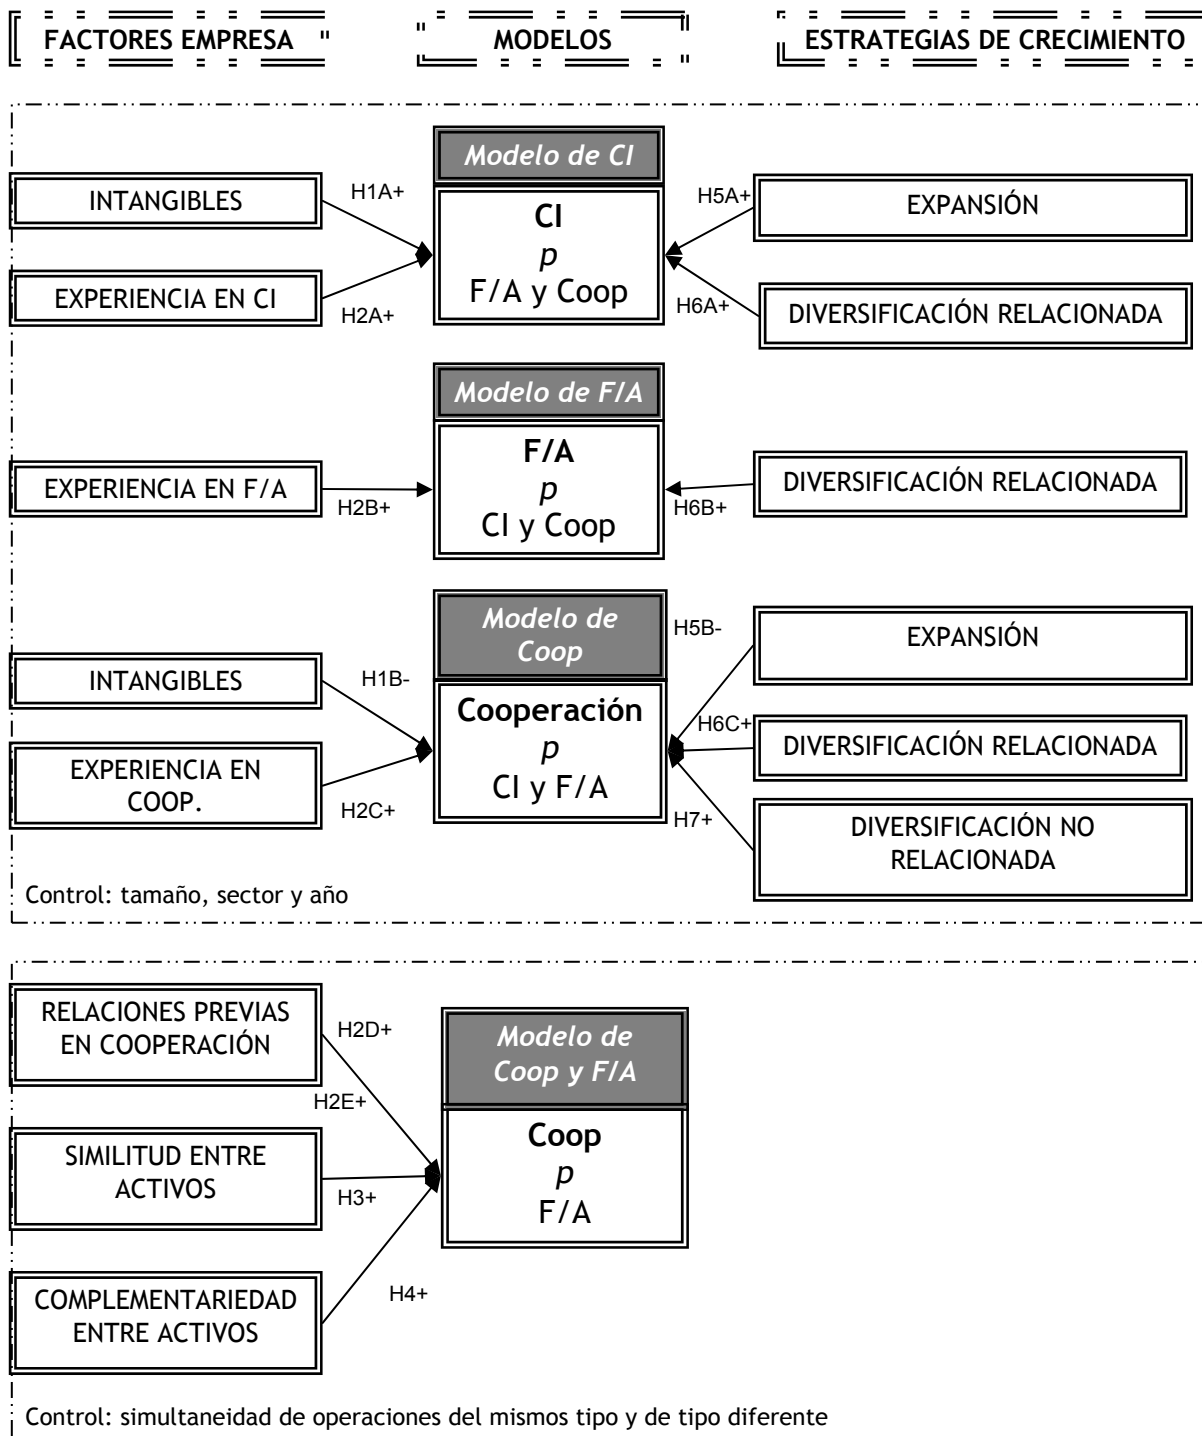 FACTORES EMPRESA
MODELOS
ESTRATEGIAS DE CRECIMIENTO
Modelo de CI
INTANGIBLES
H1A+
CI
p
F/A y Coop
H5A+
EXPANSIÓN
EXPERIENCIA EN CI
H2A+
H6A+
DIVERSIFICACIÓN RELACIONADA
Modelo de F/A
EXPERIENCIA EN F/A
H2B+
F/A
p
CI y Coop
H6B+
DIVERSIFICACIÓN RELACIONADA
Modelo de
Coop
INTANGIBLES
H1B-
Cooperación
p
CI y F/A
H5B-
EXPANSIÓN
EXPERIENCIA EN
COOP.
H2C+
H6C+
DIVERSIFICACIÓN RELACIONADA
H7+
DIVERSIFICACIÓN NO
RELACIONADA
Control: tamaño, sector y año
RELACIONES PREVIAS
EN COOPERACIÓN
H2D+
H2E+
Modelo de
Coop y F/A
SIMILITUD ENTRE
ACTIVOS
H3+
Coop
p
F/A
COMPLEMENTARIEDAD
ENTRE ACTIVOS
H4+
Control: simultaneidad de operaciones del mismos tipo y de tipo diferente